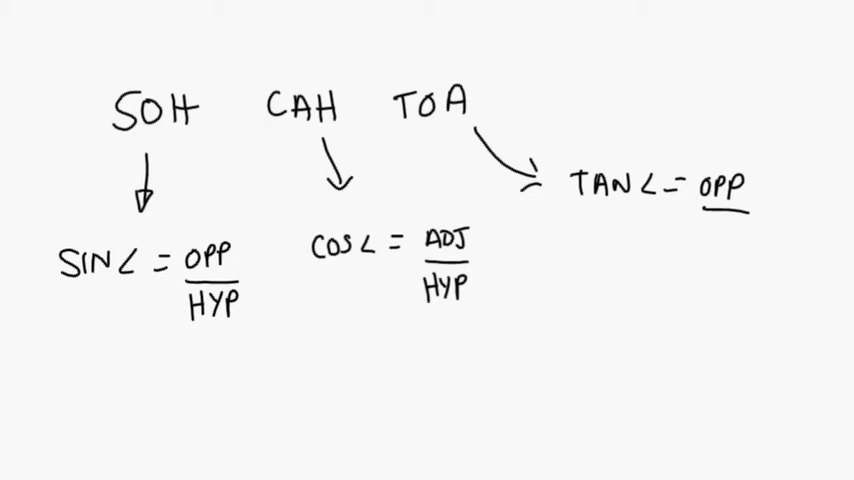 SOH CAH TOA
TAN∠ = OPP
SIN∠ = OPP
HYP
COS∠ = ADJ
HYP